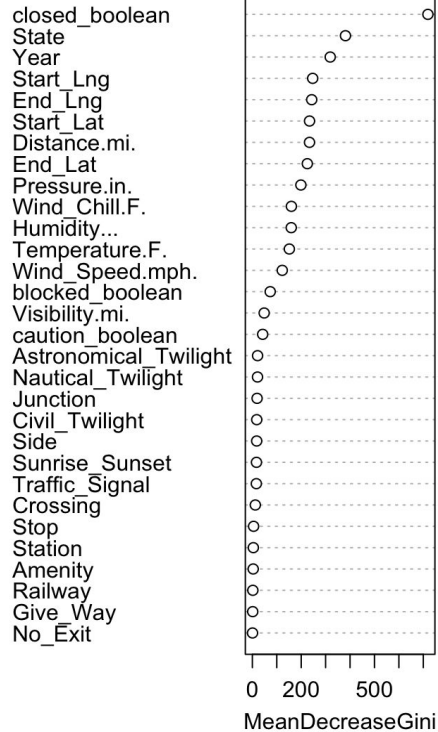 closed_boolean
State
Year
Start_Lng
End_Lng
Start_Lat
Distance.mi.
End_Lat
Pressure.in.
Wind_Chill.F.
Humidity...
Temperature.F.
Wind_Speed.mph.
blocked_boolean
Visibility.mi.
caution_boolean
Astronomical_Twilight
Nautical_Twilight
Junction
Civil_Twilight
Side
Sunrise_Sunset
Traffic_Signal
Crossing
Stop
Station
Amenity
Railway
Give_Way
No_Exit
0 200 500
MeanDecreaseGini